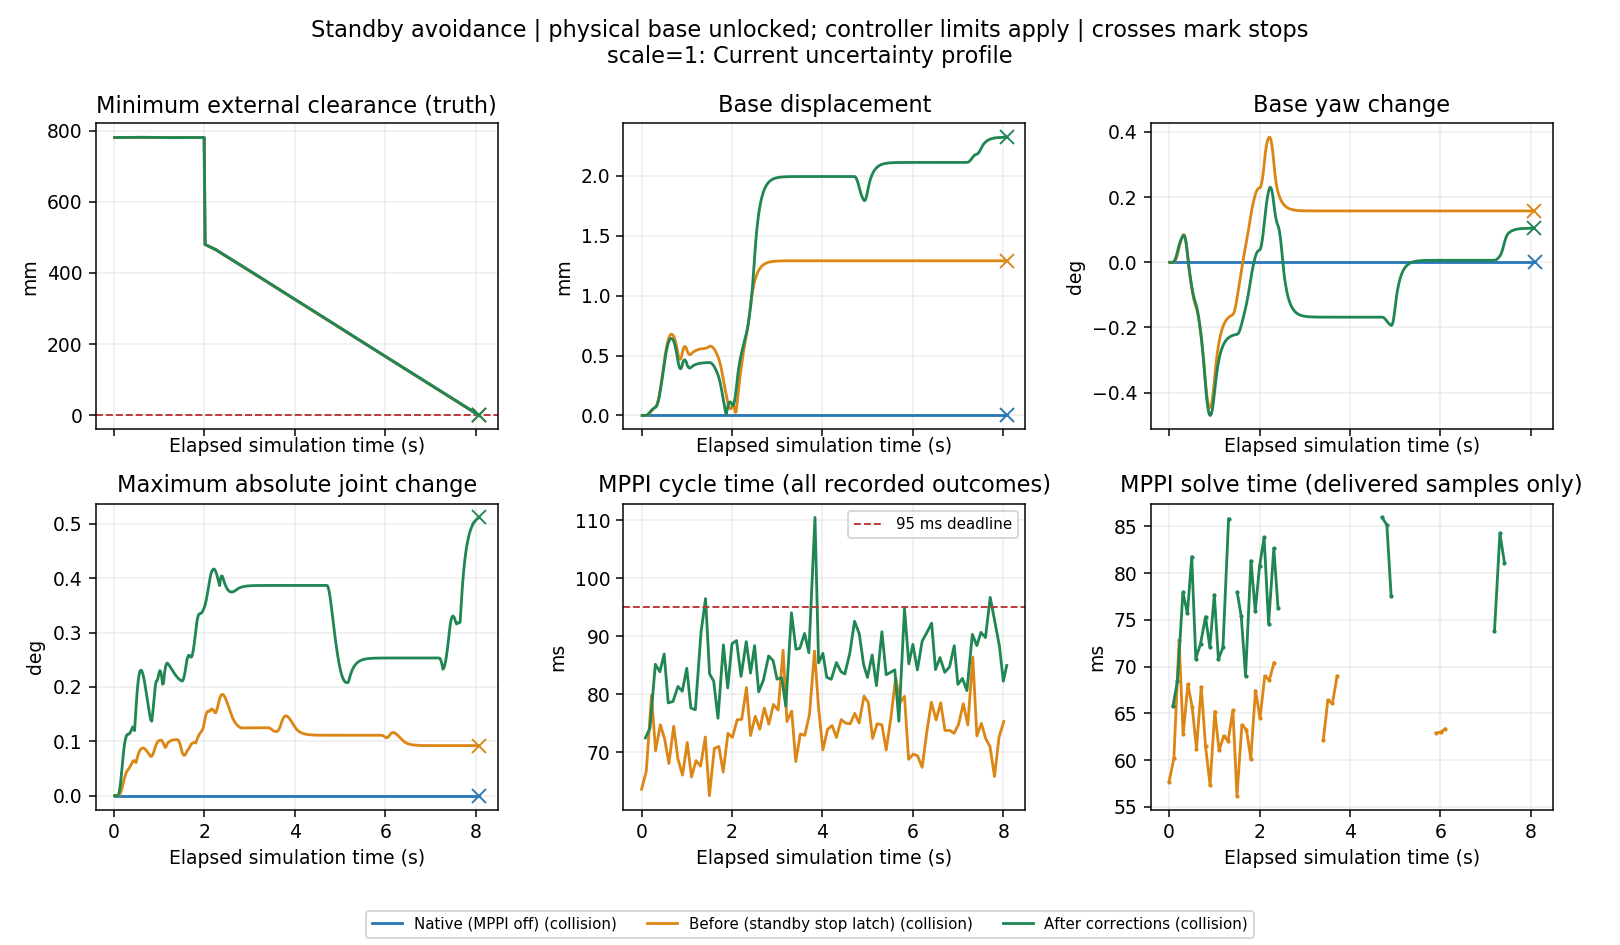 Standby avoidance | physical base unlocked; controller limits apply | crosses mark stops
scale=1: Current uncertainty profile
Minimum external clearance (truth)
800
600
400
200
0
mm
Elapsed simulation time (s)
Base displacement
2.0
1.5
1.0
0.5
0.0
mm
Elapsed simulation time (s)
Base yaw change
0.4
0.2
0.0
−0.2
−0.4
deg
Elapsed simulation time (s)
Maximum absolute joint change
0.5
0.4
0.3
0.2
0.1
0.0
deg
0 2 4 6 8
Elapsed simulation time (s)
MPPI cycle time (all recorded outcomes)
95 ms deadline
110
100
90
80
70
ms
0 2 4 6 8
Elapsed simulation time (s)
MPPI solve time (delivered samples only)
85
80
75
70
65
60
55
ms
0 2 4 6 8
Elapsed simulation time (s)
Native (MPPI off) (collision) Before (standby stop latch) (collision) After corrections (collision)